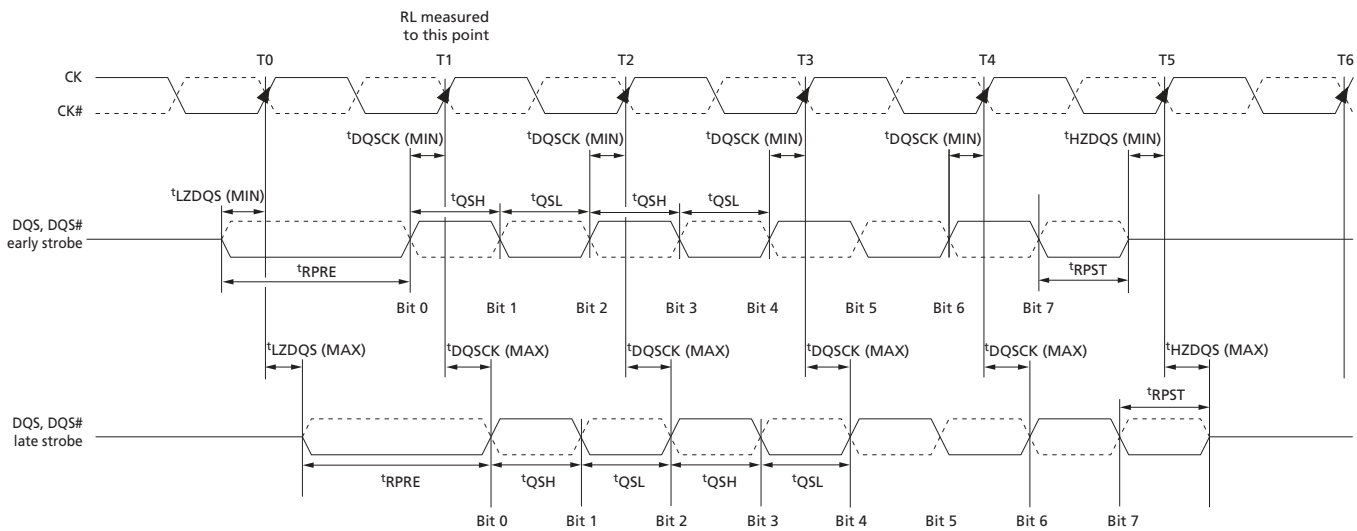 RL measured
to this point
T0 T1 T2 T3 T4 T5 T6
CK
CK#
tDQSCK (MIN) tDQSCK (MIN) tDQSCK (MIN) tDQSCK (MIN) tHZDQS (MIN)
tLZDQS (MIN)
tQSH tQSL tQSH tQSL
DQS, DQS#
early strobe
tRPRE tRPST
Bit 0 Bit 1 Bit 2 Bit 3 Bit 4 Bit 5 Bit 6 Bit 7
tLZDQS (MAX) tDQSCK (MAX) tDQSCK (MAX) tDQSCK (MAX) tDQSCK (MAX) tHZDQS (MAX)
tRPST
DQS, DQS#
late strobe
tRPRE tQSH tQSL tQSH tQSL
Bit 0 Bit 1 Bit 2 Bit 3 Bit 4 Bit 5 Bit 6 Bit 7